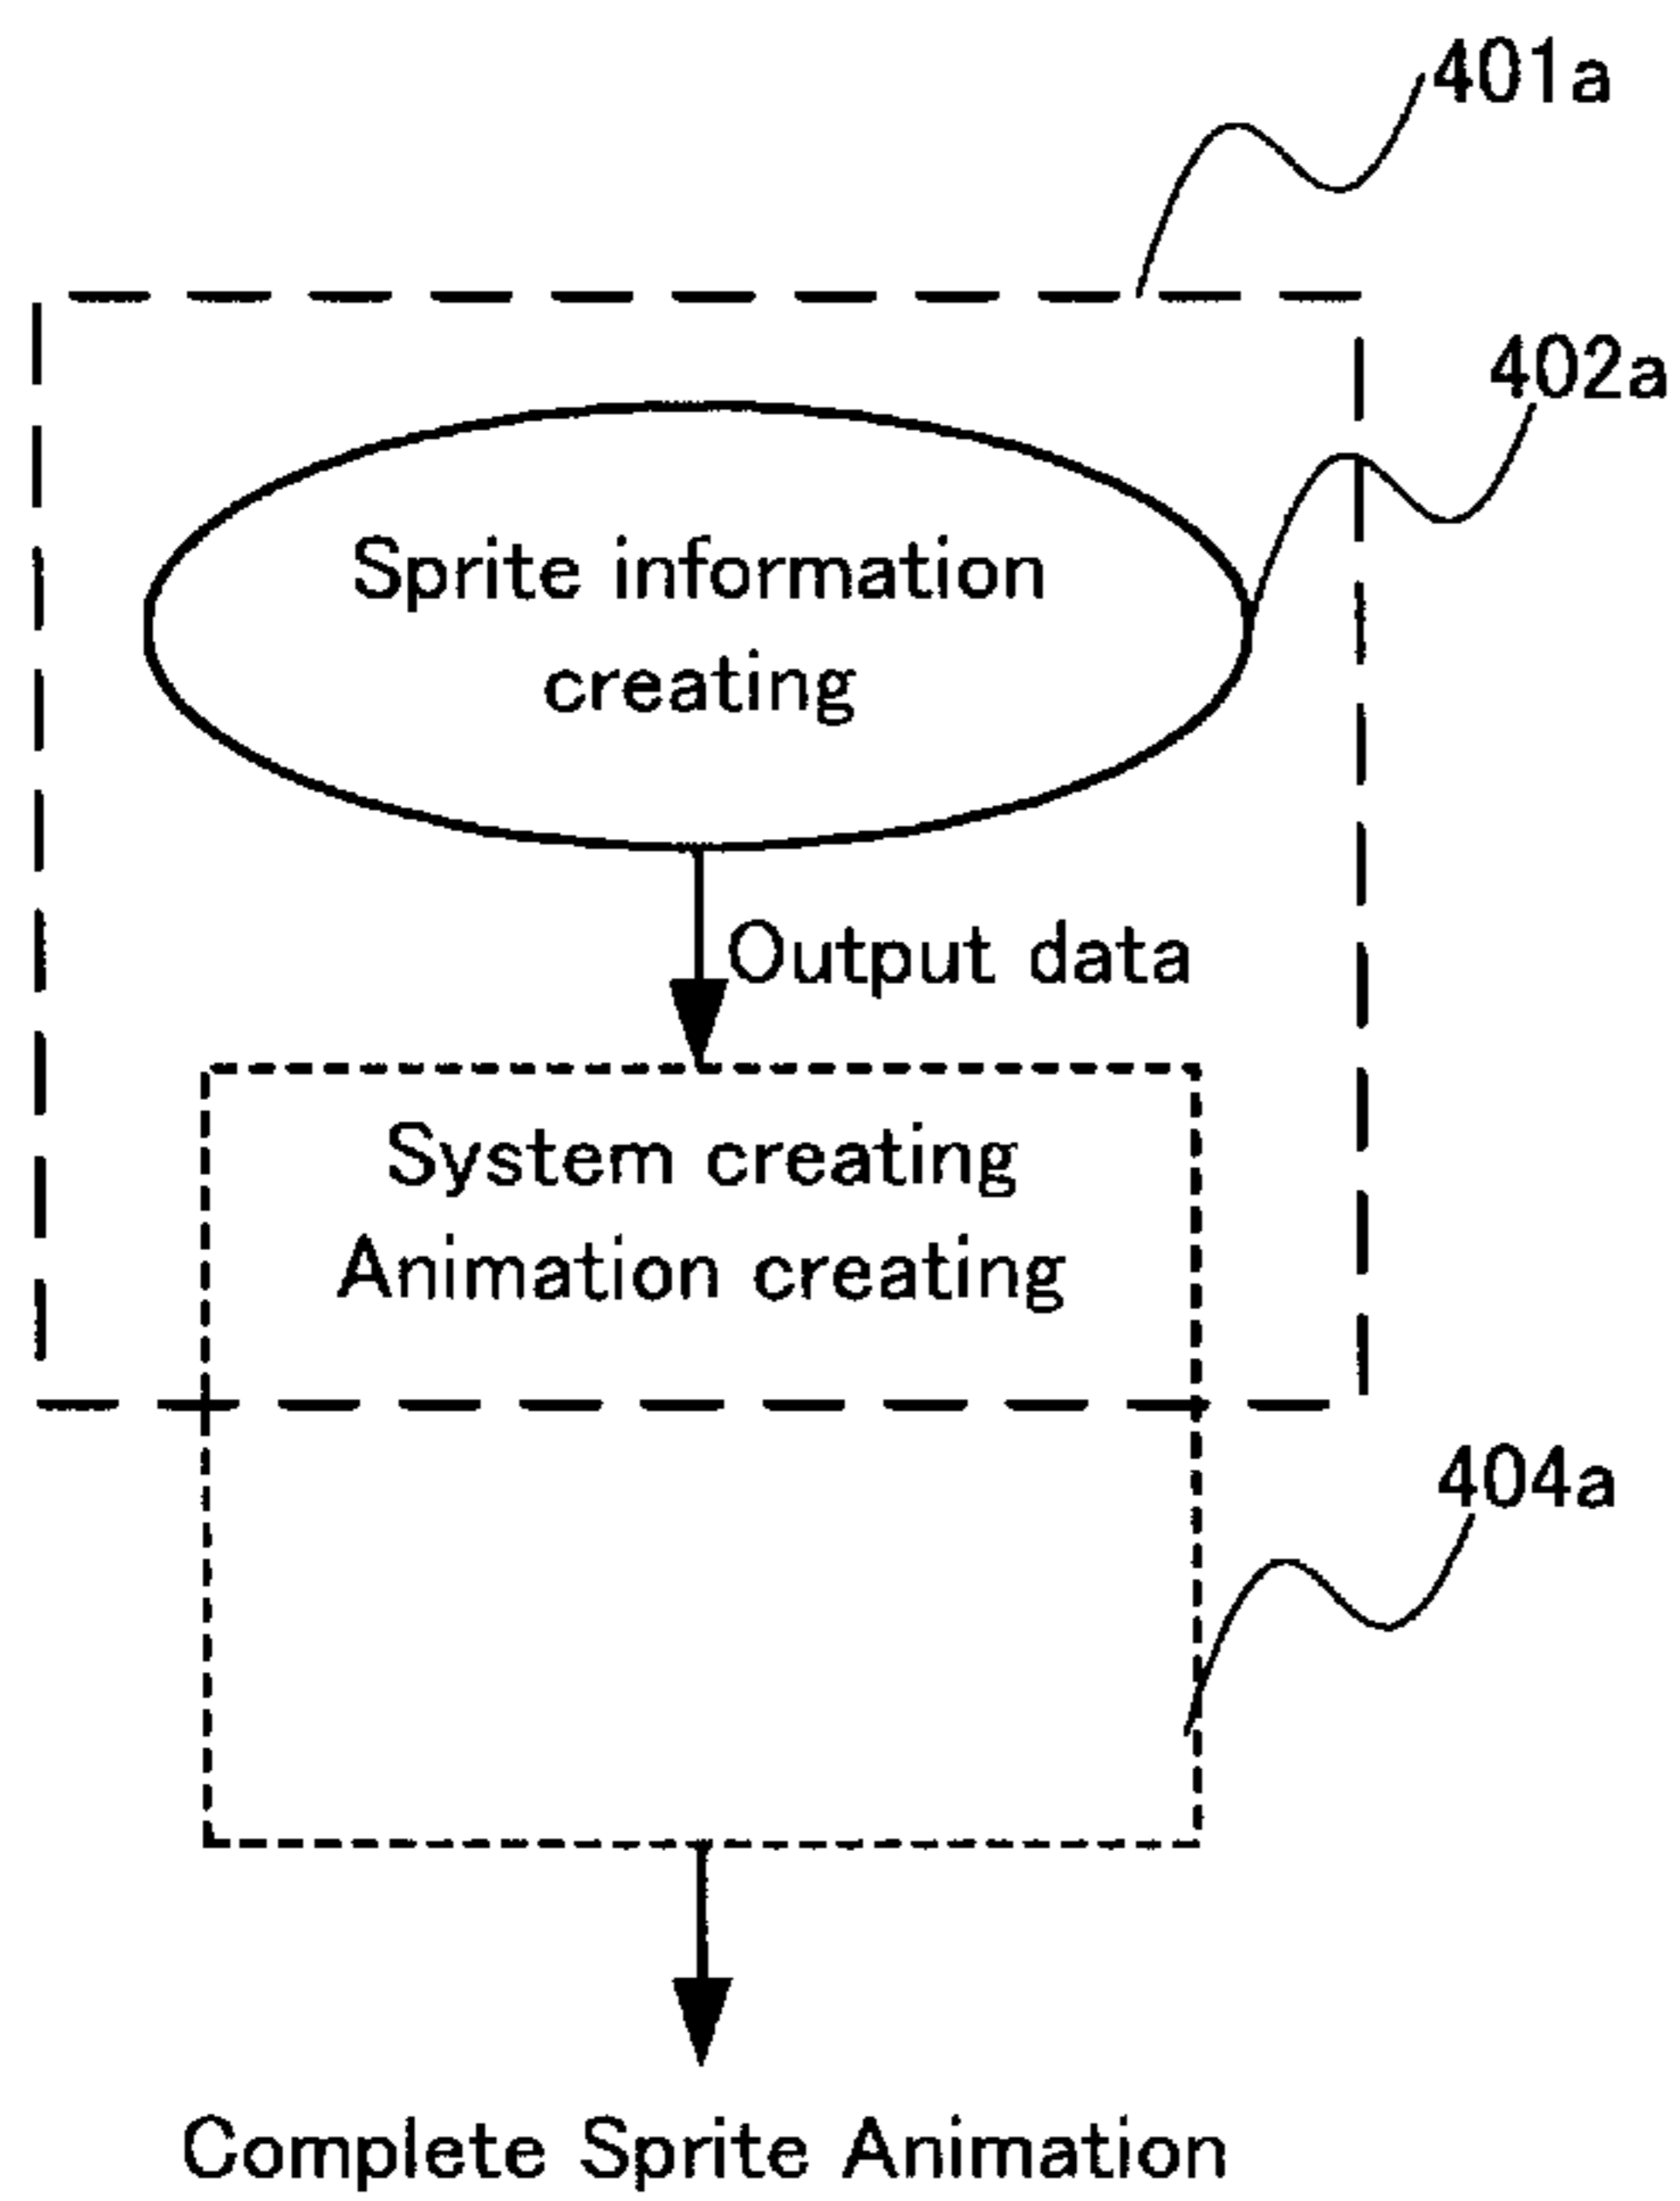 401a
402a
Sprite information
creating
Output data
System creating
Animation creating
404a
Complete Sprite Animation